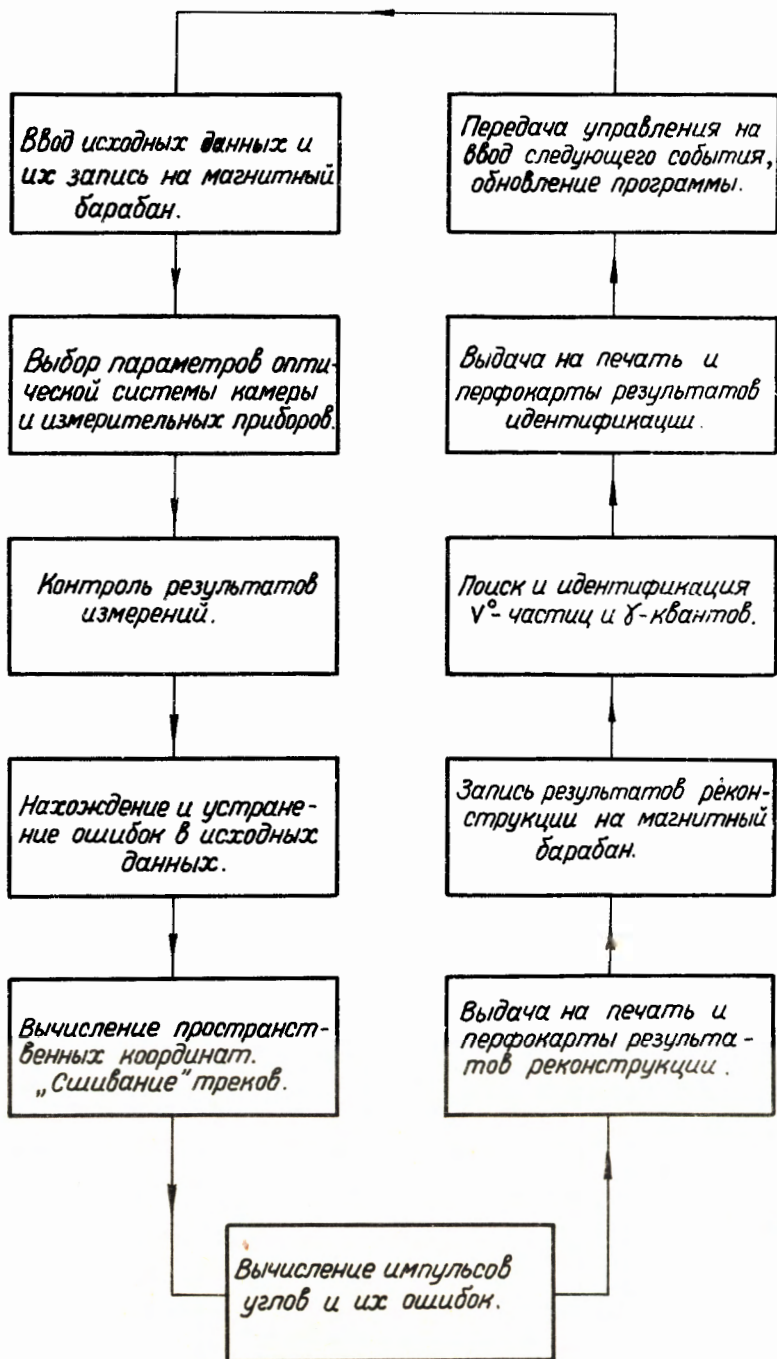 Ввод исходных данных и
их запись на магнитный
барабан.
Выбор параметров опти-
ческой системы камеры
и измерительных приборов.
Контроль результатов
измерений.
Нахождение и устране-
ние ошибок в исходных
данных.
Вычисление пространст-
венных координат.
„Сшивание" треков.
Вычисление импульсов
углов и их ошибок.
Выдача на печать и
перфокарты результа-
тов реконструкции.
Запись результатов рекон-
струкции на магнитный
барабан.
Поиск и идентификация
V°-частиц и γ-квантов.
Выдача на печать и
перфокарты результатов
идентификации.
Передача управления на
ввод следующего события,
обновление программы.